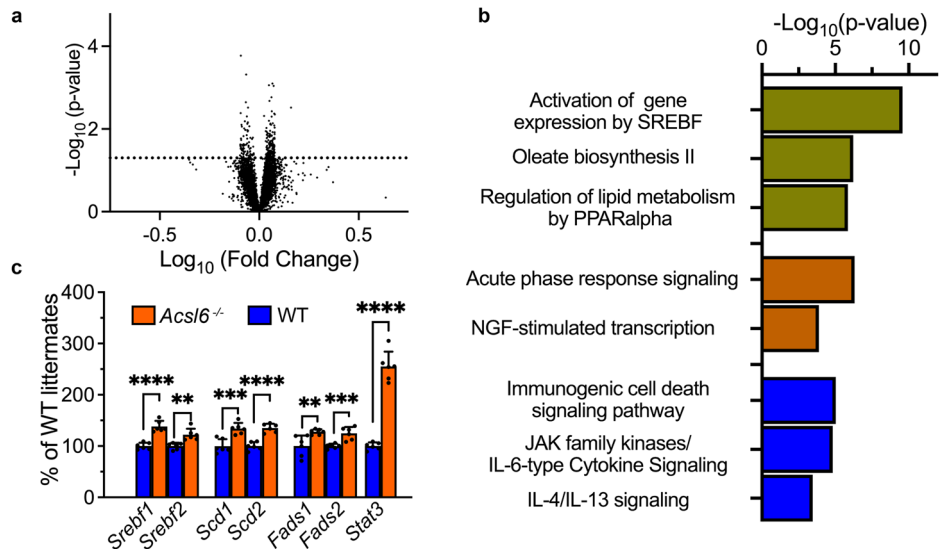 a
-Log10 (p-value)
4
2
0
-0.5
0.0
0.5
Log10 (Fold Change)
b
-Log10(p-value)
0
5
10
Activation of gene
expression by SREBF
Oleate biosynthesis II
Regulation of lipid metabolism
by PPARalpha
Acute phase response signaling
NGF-stimulated transcription
Immunogenic cell death
signaling pathway
JAK family kinases/
IL-6-type Cytokine Signaling
IL-4/IL-13 signaling
c
% of WT littermates
400
300
200
100
0
Acsl6 -/-
WT
****
**
***
****
**
***
****
Srebf1
Srebf2
Scd1
Scd2
Fads1
Fads2
Stat3